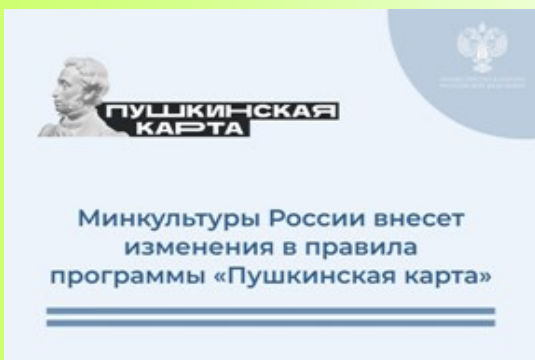 ПУШКИНСКАЯ
КАРТА
Минкультуры России внесет
изменения в правила
программы «Пушкинская карта»